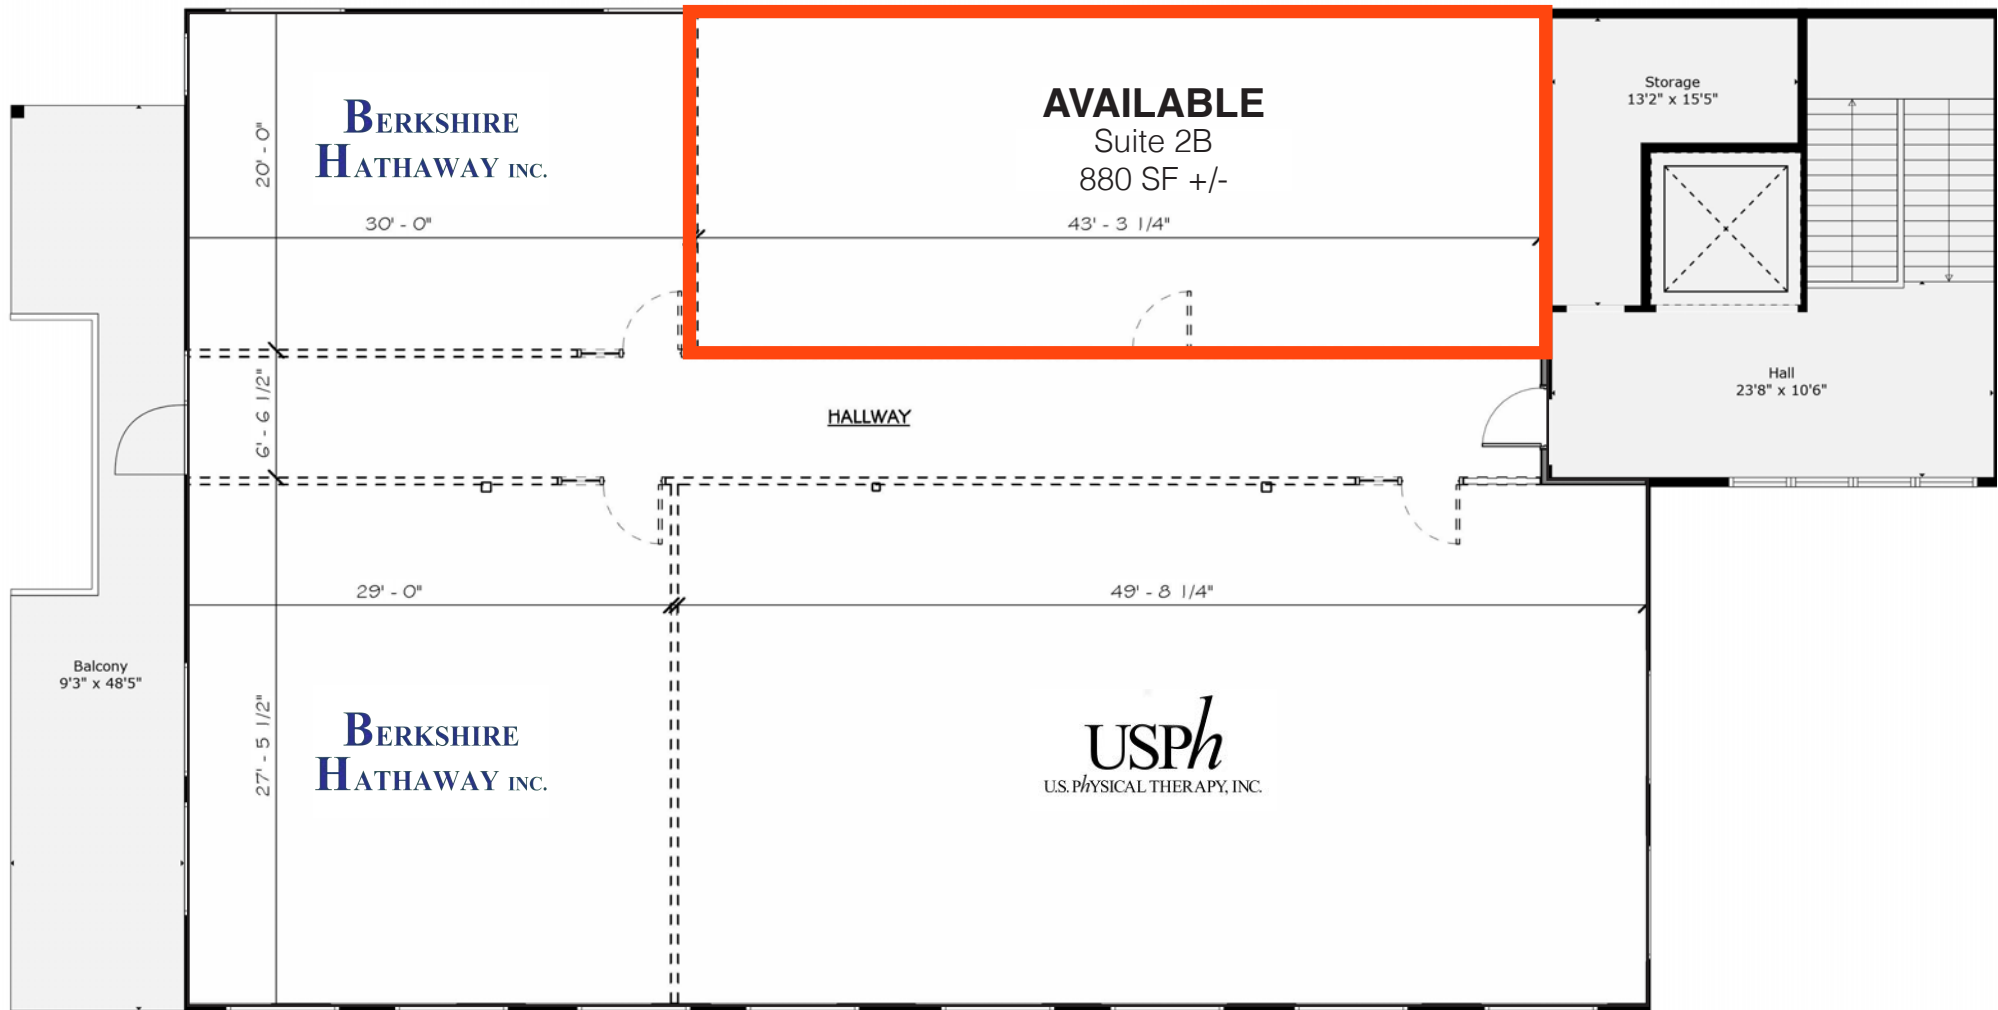 BERKSHIRE
HATHAWAY INC.
20' - 0"
30' - 0"
AVAILABLE
Suite 2B
880 SF +/-
43' - 3 1/4"
Storage
13'2" x 15'5"
6' - 6 1/2"
HALLWAY
Hall
23'8" x 10'6"
29' - 0"
49' - 8 1/4"
Balcony
9'3" x 48'5"
27' - 5 1/2"
BERKSHIRE
HATHAWAY INC.
USPh
U.S. PhYSICAL THERAPY, INC.